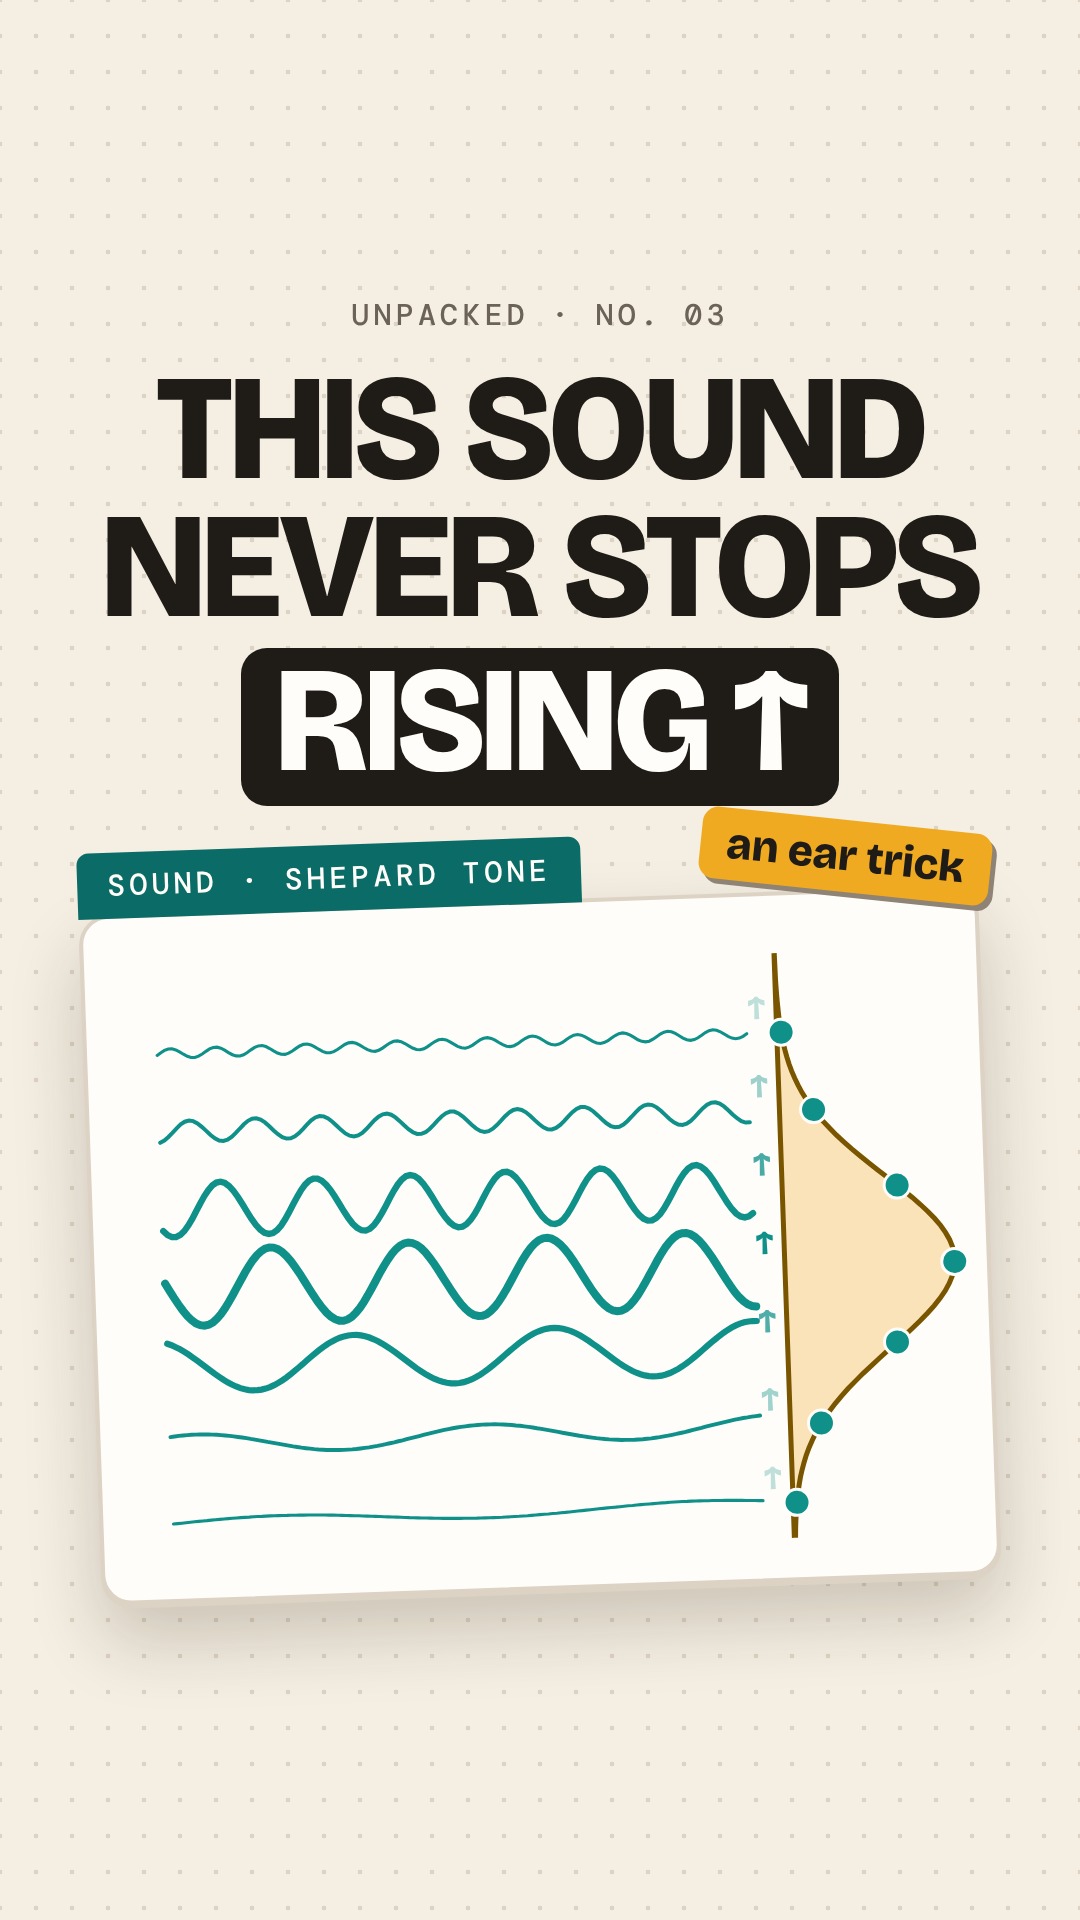 UNPACKED · NO. 03
THIS SOUND
NEVER STOPS
RISING ↑
an ear trick
SOUND · SHEPARD TONE